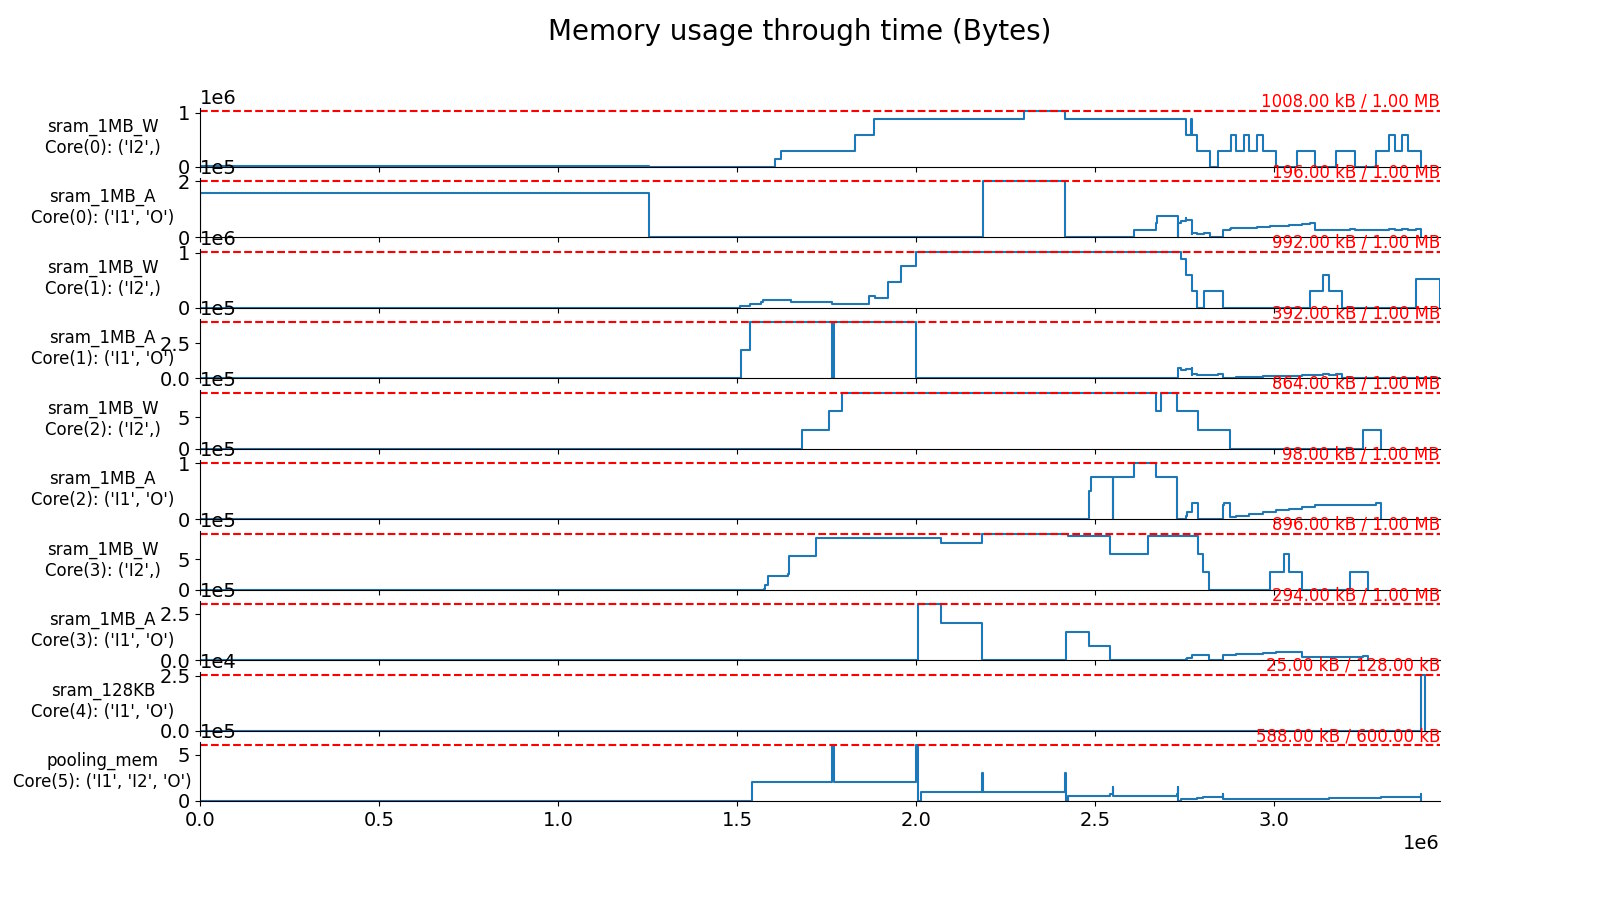 Memory usage through time (Bytes)
1e6
1008.00 kB / 1.00 MB
1
sram_1MB_W
Core(0): ('I2',)
0
1e5
196.00 kB / 1.00 MB
2
sram_1MB_A
Core(0): ('I1', 'O')
0
1e6
992.00 kB / 1.00 MB
1
sram_1MB_W
Core(1): ('I2',)
0
1e5
392.00 kB / 1.00 MB
sram_1MB_A
2.5
Core(1): ('I1', 'O')
0.0
1e5
864.00 kB / 1.00 MB
sram_1MB_W
5
Core(2): ('I2',)
0
1e5
98.00 kB / 1.00 MB
1
sram_1MB_A
Core(2): ('I1', 'O')
0
1e5
896.00 kB / 1.00 MB
sram_1MB_W
5
Core(3): ('I2',)
0
1e5
294.00 kB / 1.00 MB
2.5
sram_1MB_A
Core(3): ('I1', 'O')
0.0
1e4
25.00 kB / 128.00 kB
2.5
sram_128KB
Core(4): ('I1', 'O')
0.0
1e5
588.00 kB / 600.00 kB
5
pooling_mem
Core(5): ('I1', 'I2', 'O')
0
0.0 0.5 1.0 1.5 2.0 2.5 3.0
1e6